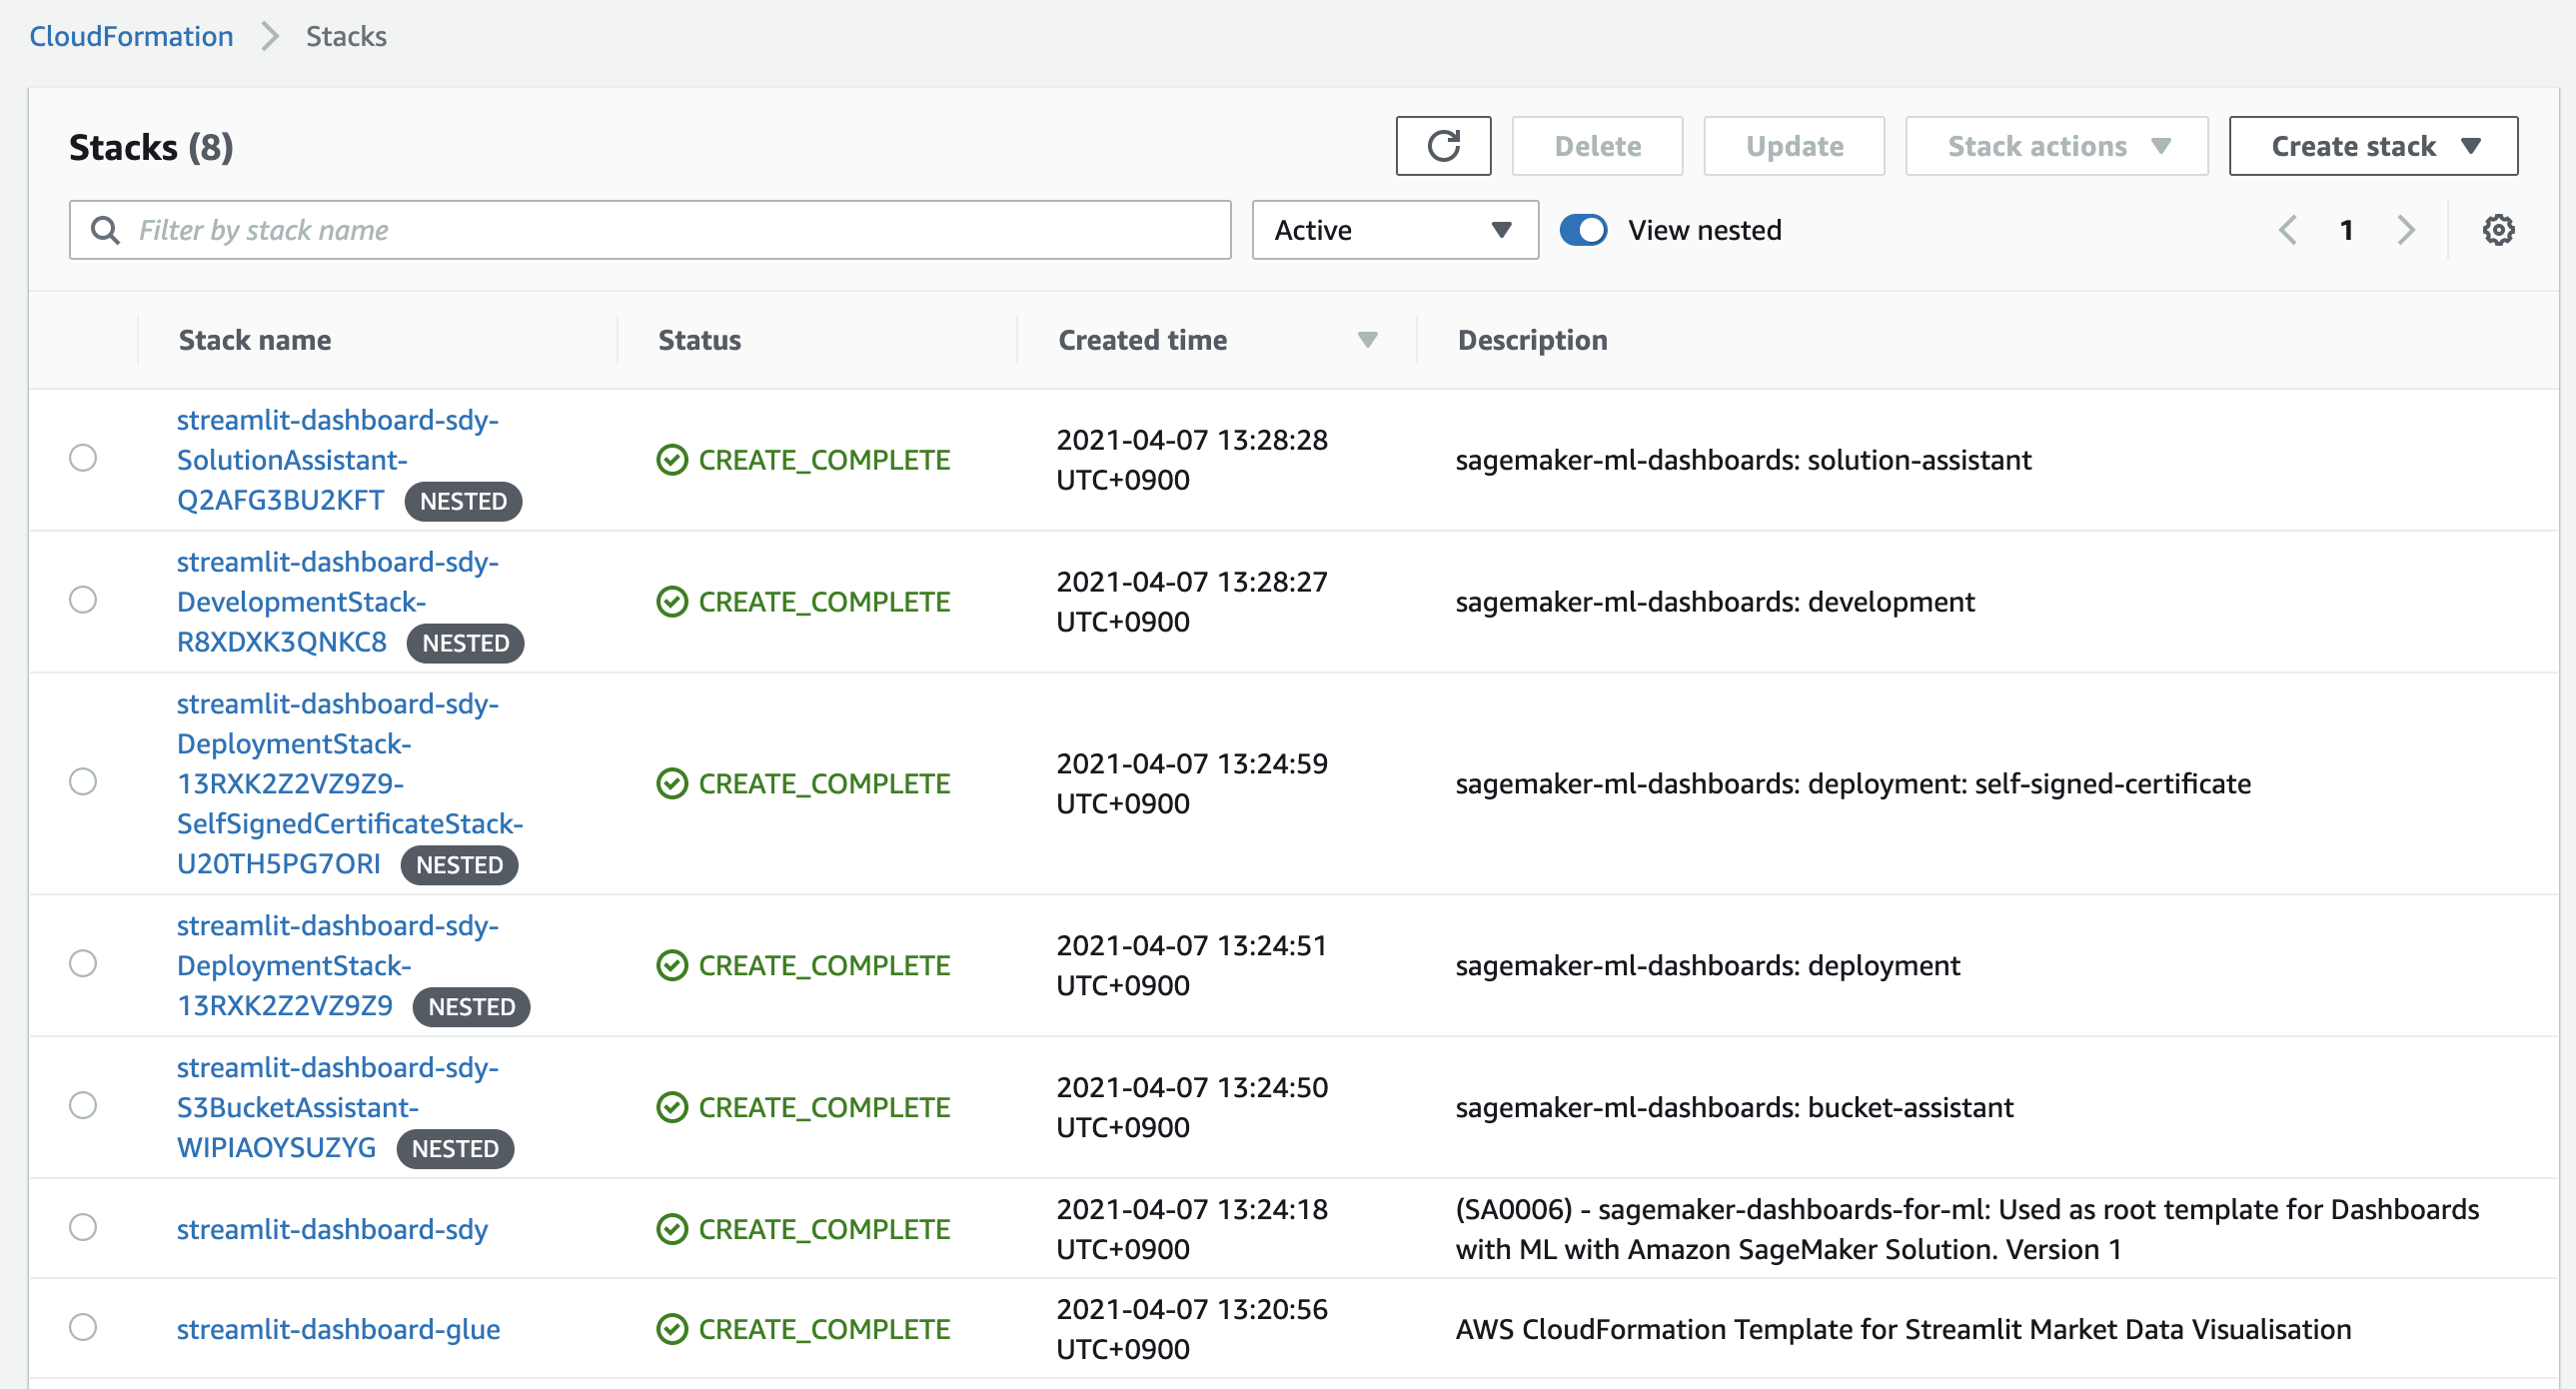 CloudFormation > Stacks
Stacks (8)
Delete
Update
Stack actions
Create stack
Filter by stack name
Active
View nested
1
Stack name
Status
Created time
Description
streamlit-dashboard-sdy-
SolutionAssistant-
Q2AFG3BU2KFT NESTED
CREATE_COMPLETE
2021-04-07 13:28:28
UTC+0900
sagemaker-ml-dashboards: solution-assistant
streamlit-dashboard-sdy-
DevelopmentStack-
R8XDXK3QNKC8 NESTED
CREATE_COMPLETE
2021-04-07 13:28:27
UTC+0900
sagemaker-ml-dashboards: development
streamlit-dashboard-sdy-
DeploymentStack-
13RXK2Z2VZ9Z9-
SelfSignedCertificateStack-
U20TH5PG7ORI NESTED
CREATE_COMPLETE
2021-04-07 13:24:59
UTC+0900
sagemaker-ml-dashboards: deployment: self-signed-certificate
streamlit-dashboard-sdy-
DeploymentStack-
13RXK2Z2VZ9Z9 NESTED
CREATE_COMPLETE
2021-04-07 13:24:51
UTC+0900
sagemaker-ml-dashboards: deployment
streamlit-dashboard-sdy-
S3BucketAssistant-
WIPIAOYSUZYG NESTED
CREATE_COMPLETE
2021-04-07 13:24:50
UTC+0900
sagemaker-ml-dashboards: bucket-assistant
streamlit-dashboard-sdy
CREATE_COMPLETE
2021-04-07 13:24:18
UTC+0900
(SA0006) - sagemaker-dashboards-for-ml: Used as root template for Dashboards
with ML with Amazon SageMaker Solution. Version 1
streamlit-dashboard-glue
CREATE_COMPLETE
2021-04-07 13:20:56
UTC+0900
AWS CloudFormation Template for Streamlit Market Data Visualisation